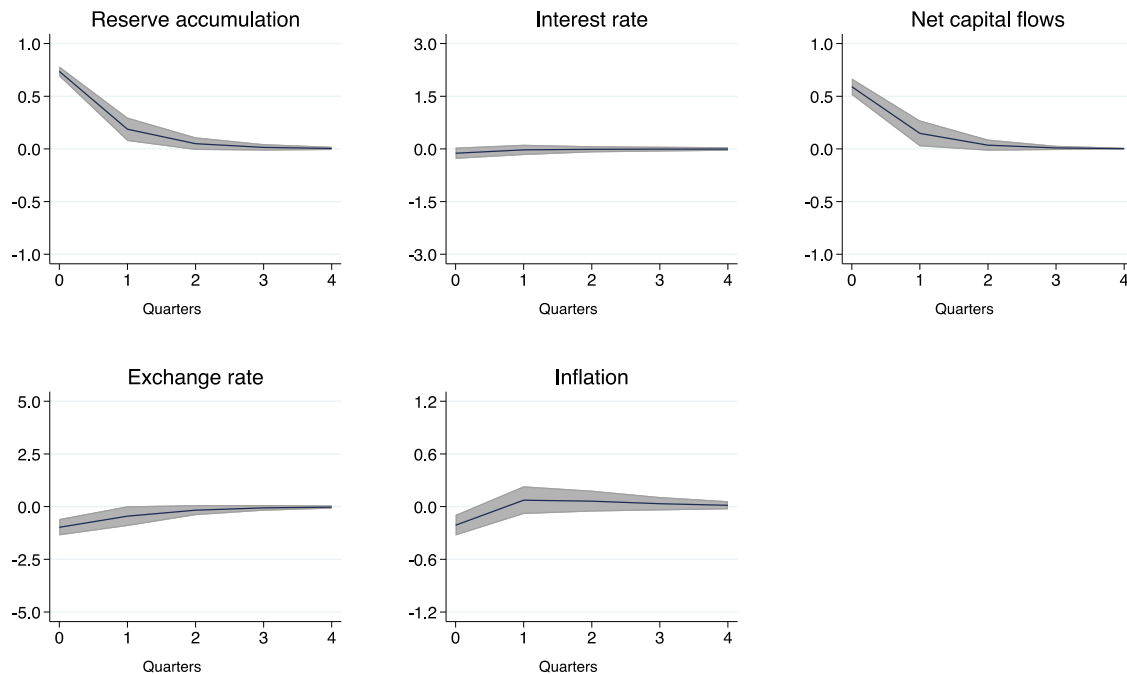 Reserve accumulation
1.0
0.5
0.0
-0.5
-1.0
0 1 2 3 4
Quarters
Interest rate
3.0
1.5
0.0
-1.5
-3.0
0 1 2 3 4
Quarters
Net capital flows
1.0
0.5
0.0
-0.5
-1.0
0 1 2 3 4
Quarters
Exchange rate
5.0
2.5
0.0
-2.5
-5.0
0 1 2 3 4
Quarters
Inflation
1.2
0.6
0.0
-0.6
-1.2
0 1 2 3 4
Quarters